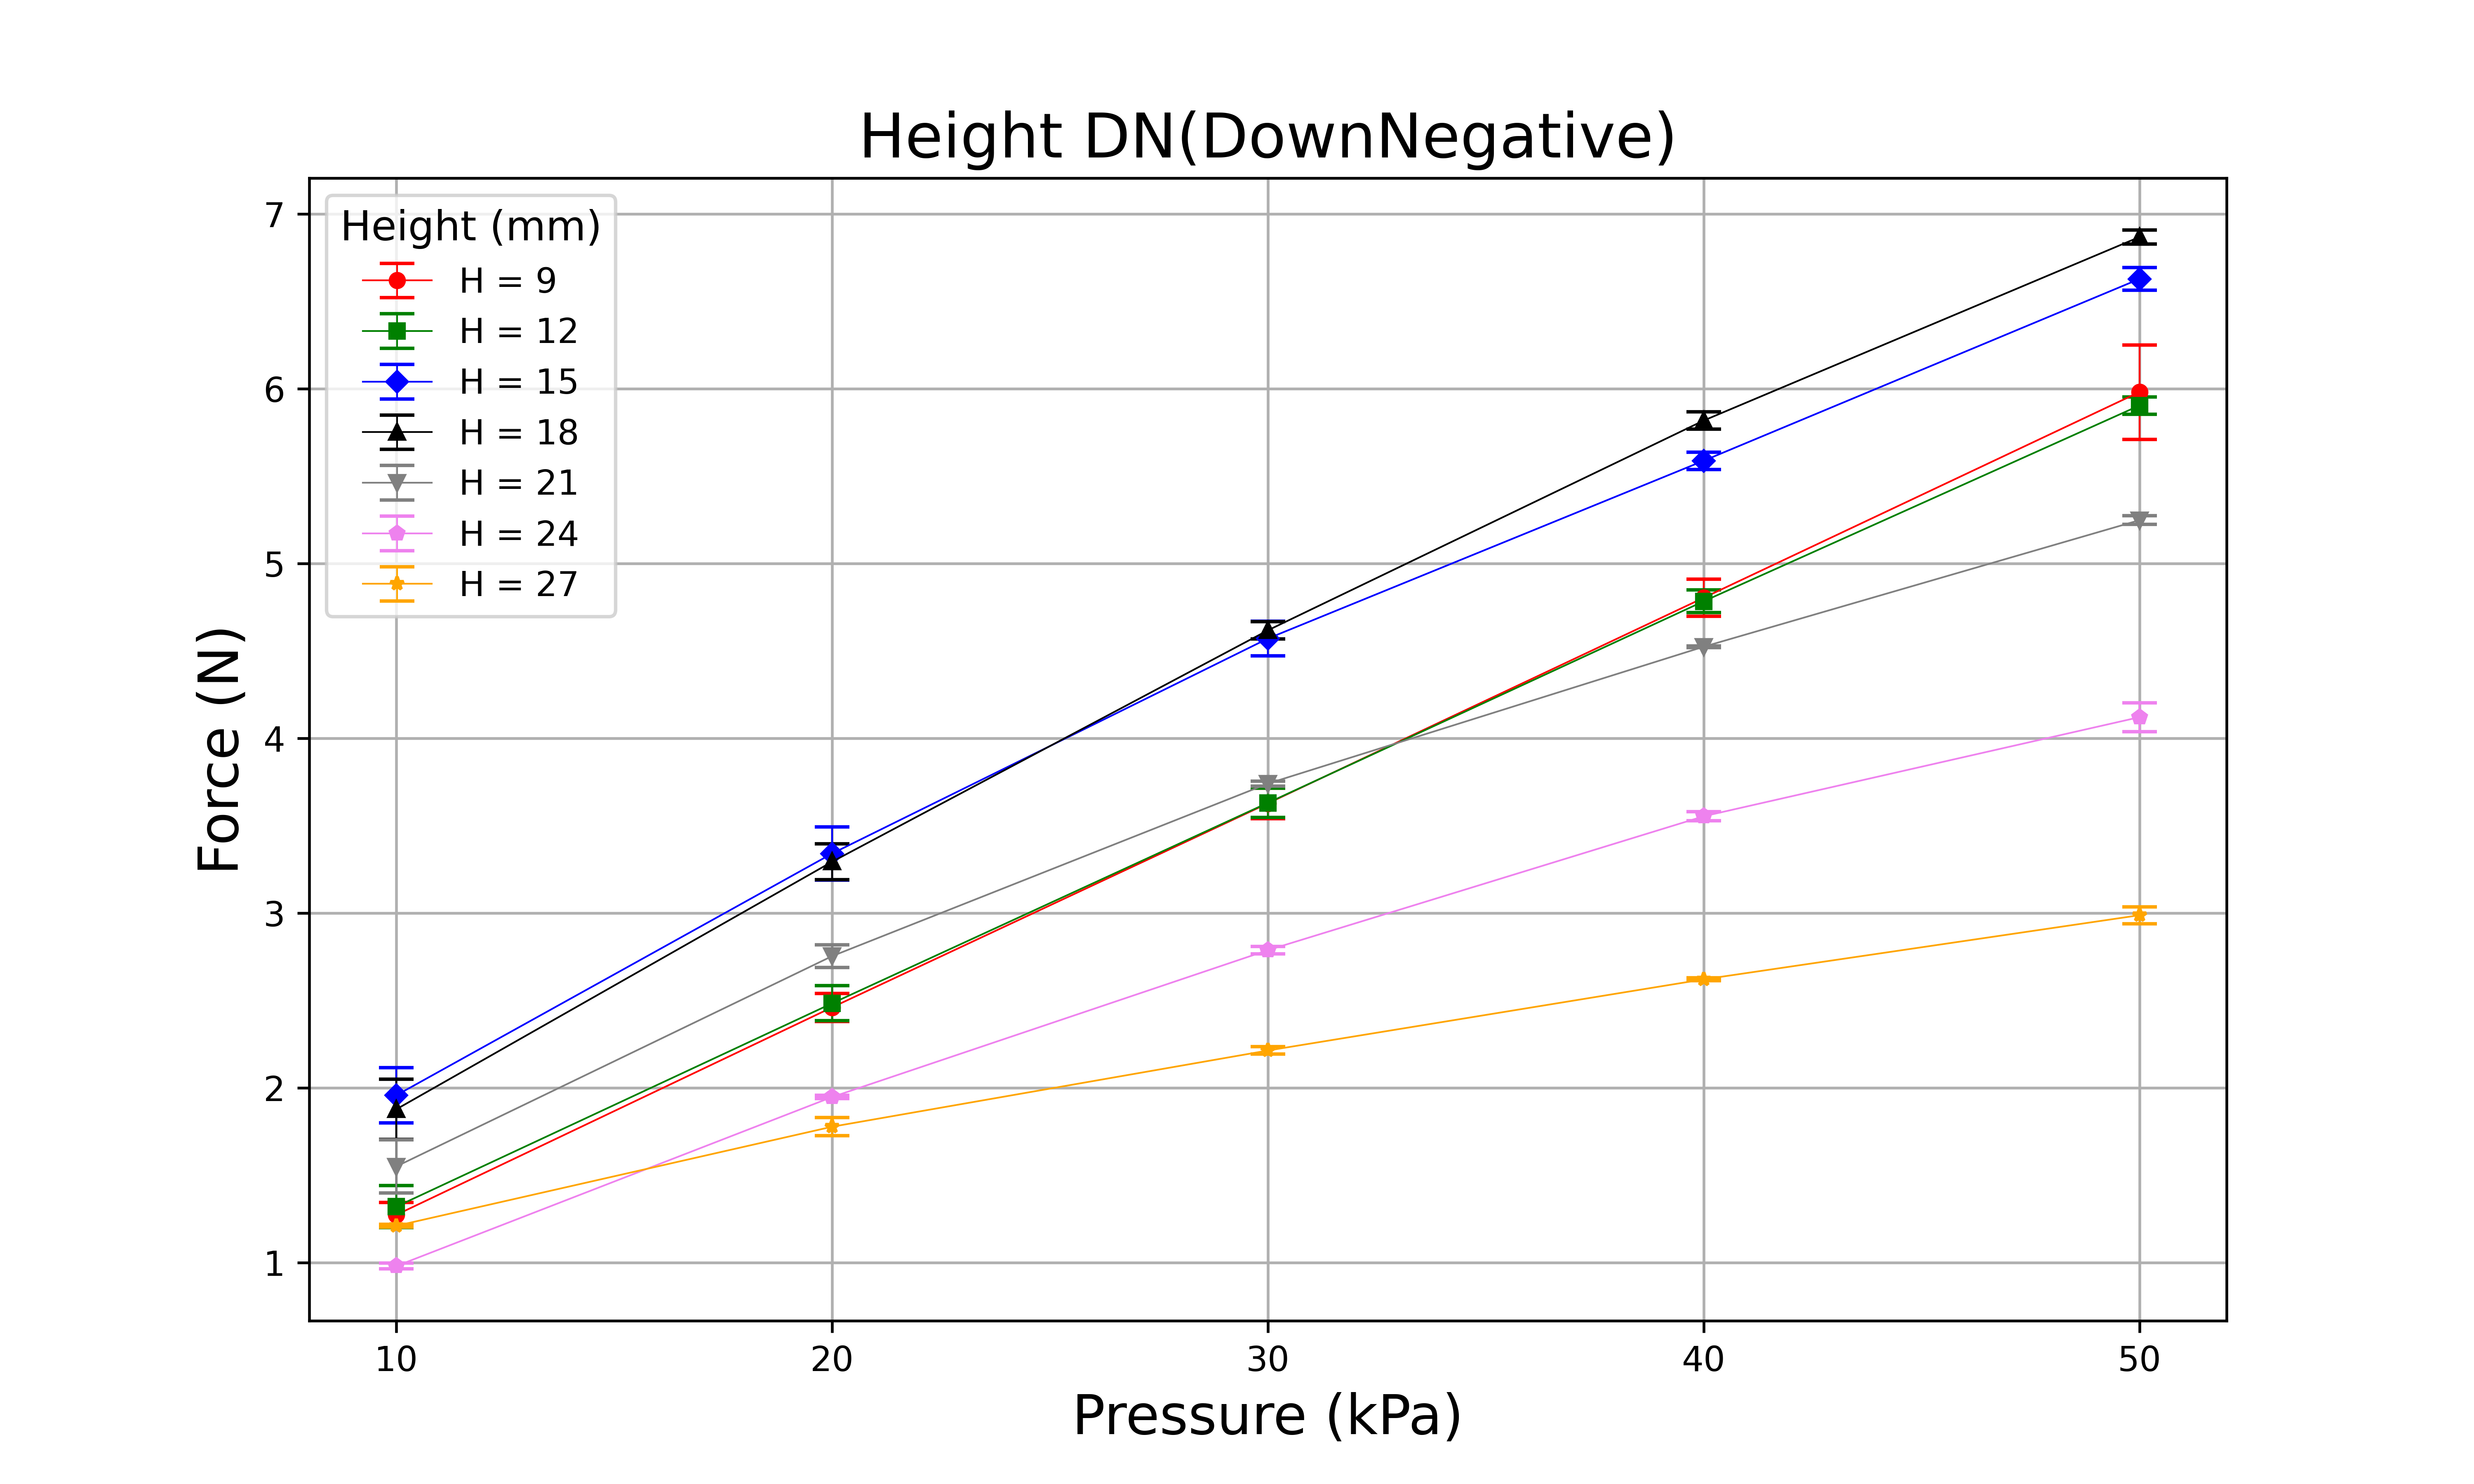 Height DN(DownNegative)
Height (mm)
H = 9
H = 12
H = 15
H = 18
H = 21
H = 24
H = 27
Force (N)
7
6
5
4
3
2
1
10 20 30 40 50
Pressure (kPa)